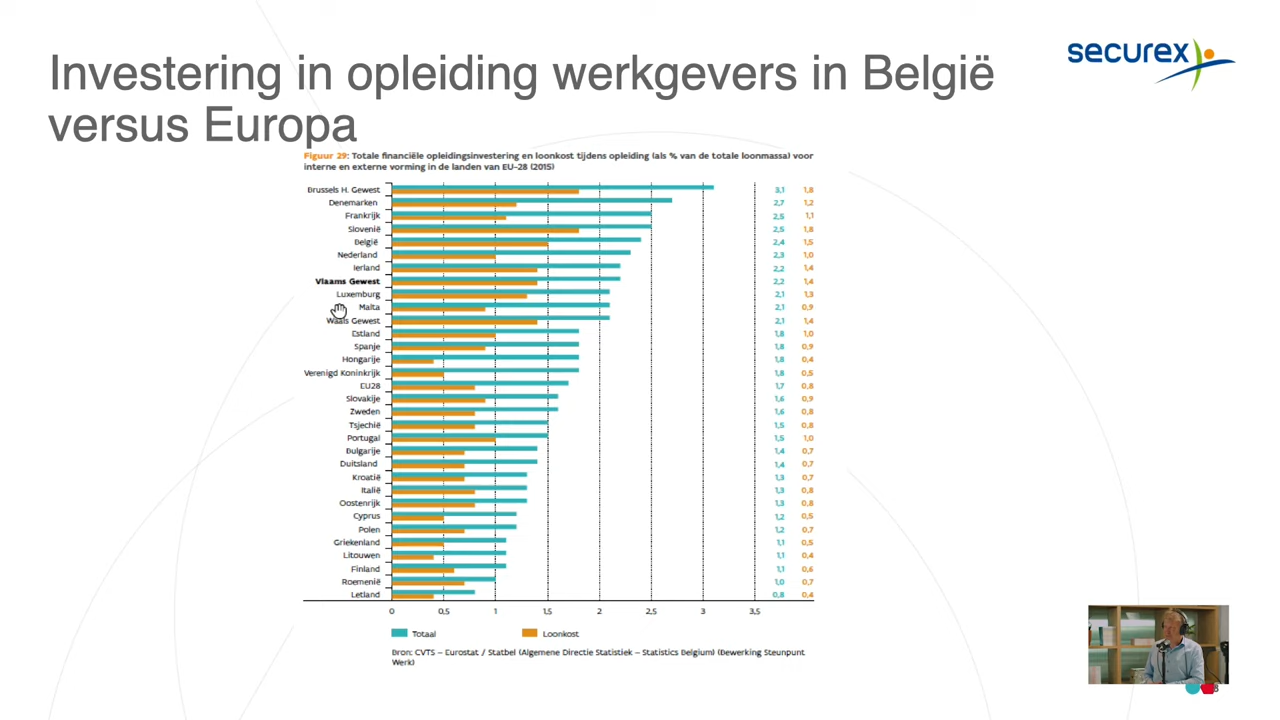 Investering in opleiding werkgevers in België
versus Europa
securex
Figuur 29: Totale financiële opleidingsinvestering en loonkost tijdens opleiding (als % van de totale loonmassa) voor
interne en externe vorming in de landen van EU-28 (2015)
Brussels H. Gewest 3,1 1,8
Denemarken 2,7 1,2
Frankrijk 2,5 1,1
Slovenië 2,5 1,8
België 2,4 1,5
Nederland 2,3 1,0
Ierland 2,2 1,4
Vlaams Gewest 2,2 1,4
Luxemburg 2,1 1,3
Malta 2,1 0,9
Waals Gewest 2,1 1,4
Estland 1,8 1,0
Spanje 1,8 0,9
Hongarije 1,8 0,4
Verenigd Koninkrijk 1,8 0,5
EU28 1,7 0,8
Slovakije 1,6 0,9
Zweden 1,6 0,8
Tsjechië 1,5 0,8
Portugal 1,5 1,0
Bulgarije 1,4 0,7
Duitsland 1,4 0,7
Kroatië 1,3 0,7
Italië 1,3 0,8
Oostenrijk 1,3 0,8
Cyprus 1,2 0,5
Polen 1,2 0,7
Griekenland 1,1 0,5
Litouwen 1,1 0,4
Finland 1,1 0,6
Roemenië 1,0 0,7
Letland 0,8 0,4
0 0,5 1 1,5 2 2,5 3 3,5
Totaal Loonkost
Bron: CVTS – Eurostat / Statbel (Algemene Directie Statistiek – Statistics Belgium) (Bewerking Steunpunt
Werk)